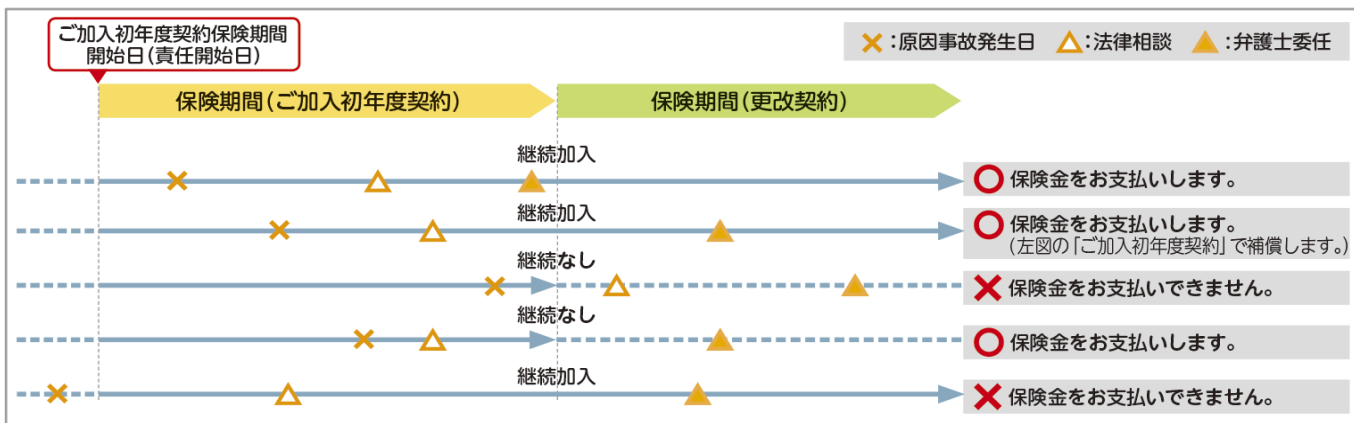 ご加入初年度契約保険期間
開始日(責任開始日)
×:原因事故発生日 △:法律相談 ▲:弁護士委任
保険期間(ご加入初年度契約)
保険期間(更改契約)
継続加入
○ 保険金をお支払いします。
継続加入
○ 保険金をお支払いします。
(左図の「ご加入初年度契約」で補償します。)
継続なし
× 保険金をお支払いできません。
継続なし
○ 保険金をお支払いします。
継続加入
× 保険金をお支払いできません。